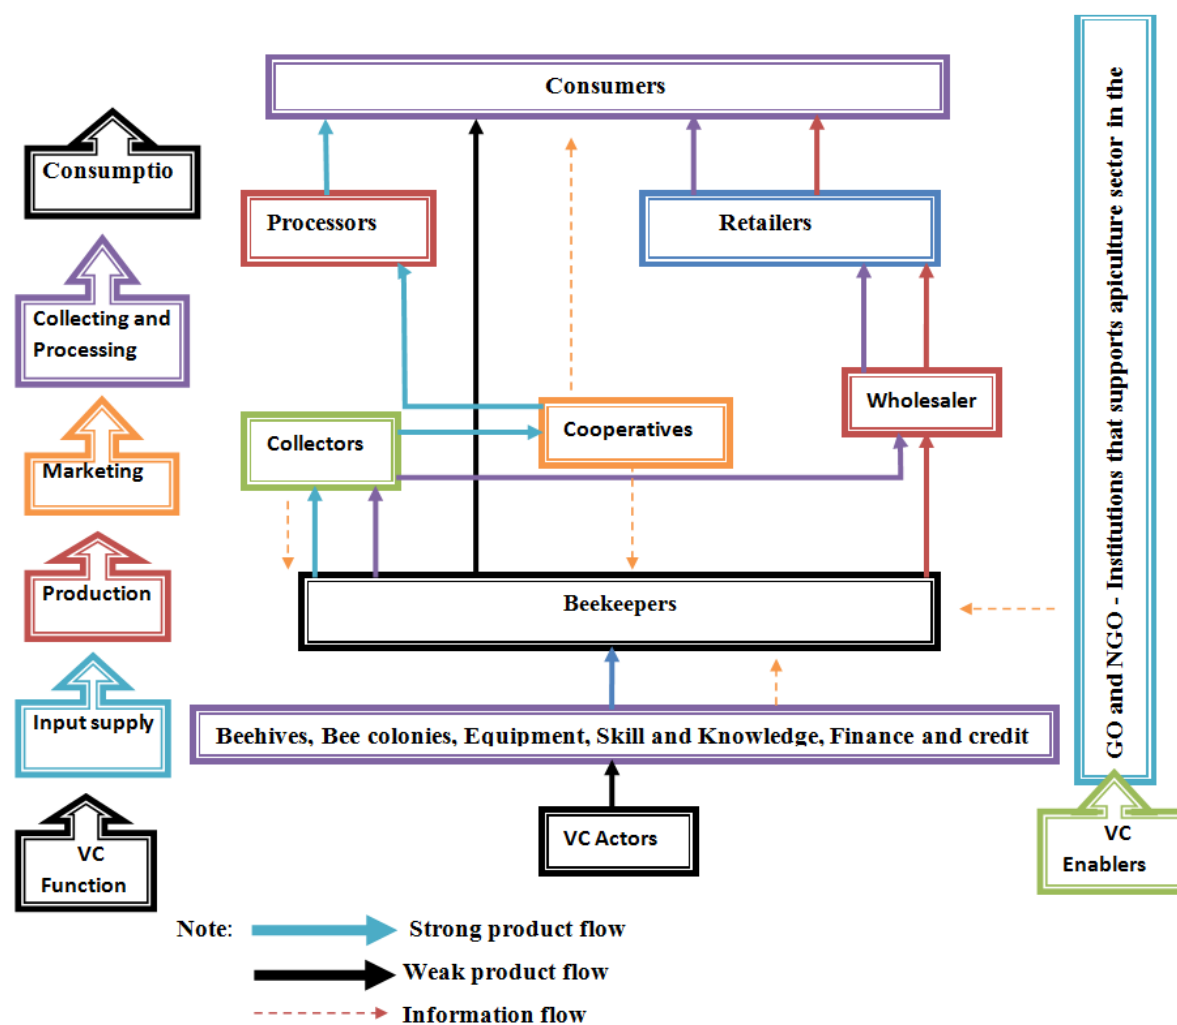 Consumers
Consumptio
Processors
Retailers
Collecting and
Processing
Wholesaler
Marketing
Collectors
Cooperatives
Production
Beekeepers
Input supply
Beehives, Bee colonies, Equipment, Skill and Knowledge, Finance and credit
VC
Function
VC Actors
GO and NGO - Institutions that supports apiculture sector in the
VC
Enablers
Note:
Strong product flow
Weak product flow
Information flow